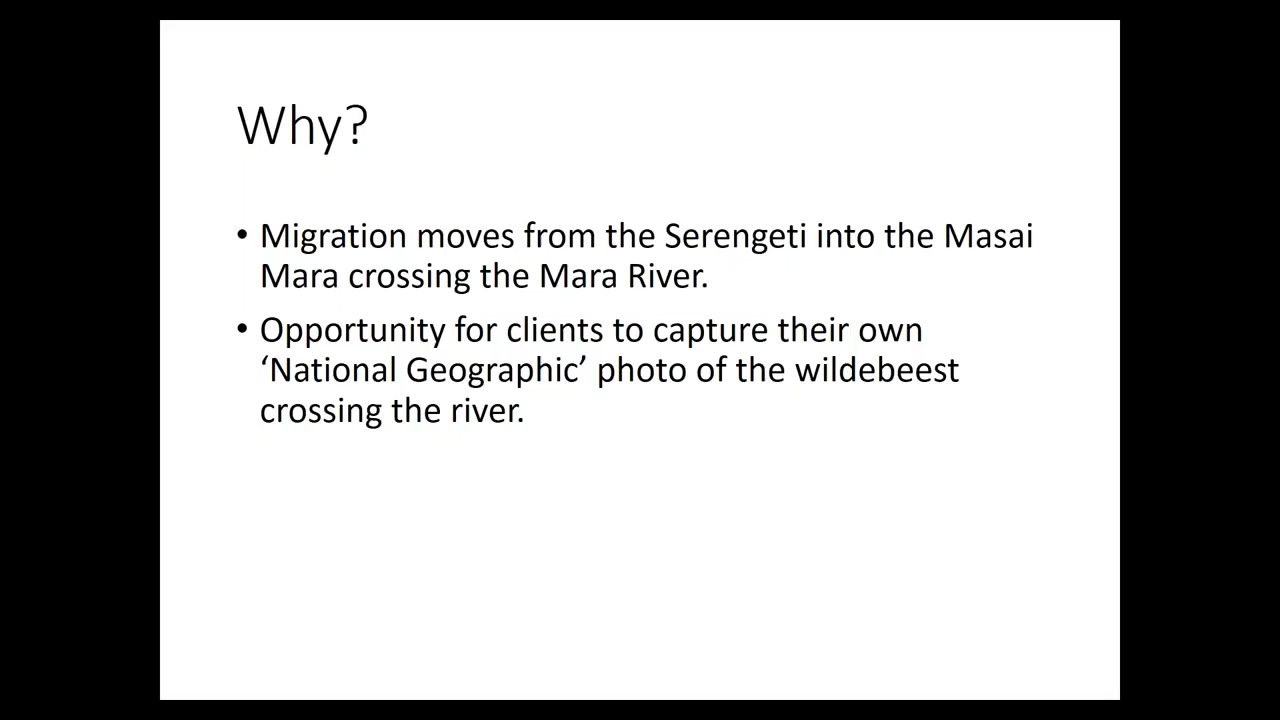 Why?
• Migration moves from the Serengeti into the Masai
Mara crossing the Mara River.
• Opportunity for clients to capture their own
‘National Geographic’ photo of the wildebeest
crossing the river.